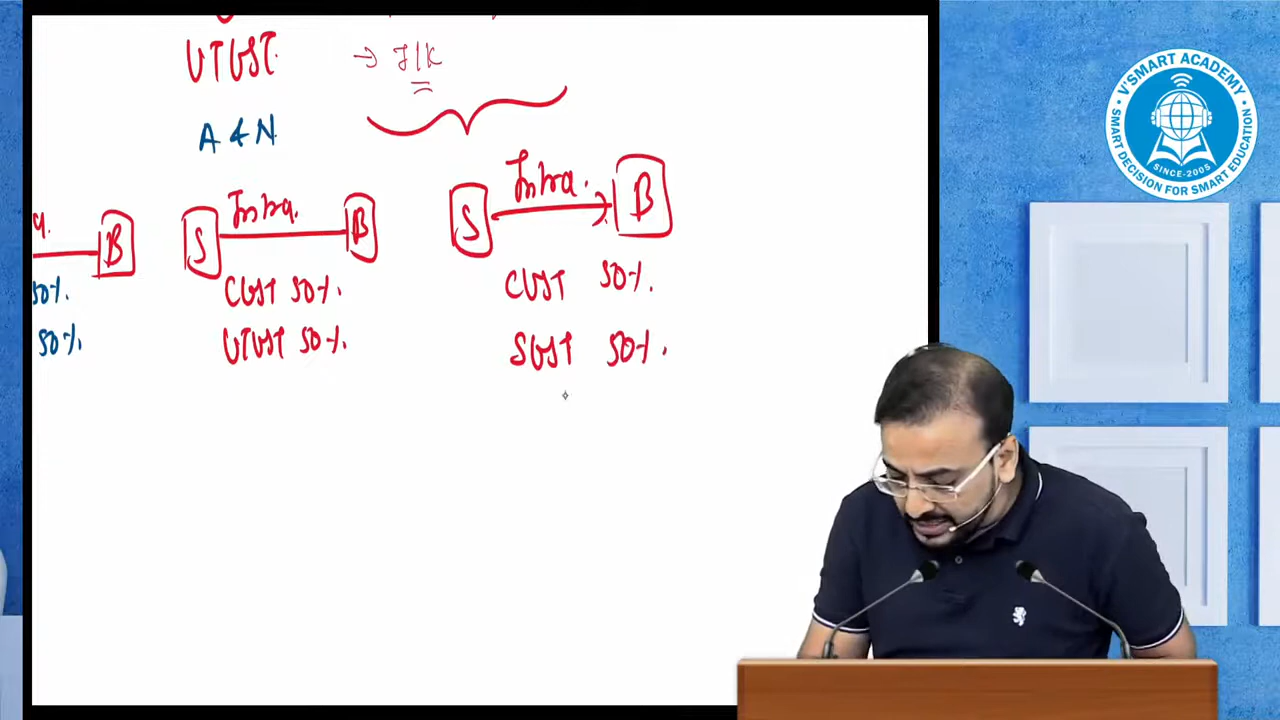 UTGST.
→ J/K
A & N
Intra.
B
50%.
50%.
S
Intra.
B
CGST 50%.
UTGST 50%.
S
Intra.
B
CGST 50%.
SGST 50%.
V'SMART ACADEMY
SINCE-2005
SMART DECISION FOR SMART EDUCATION